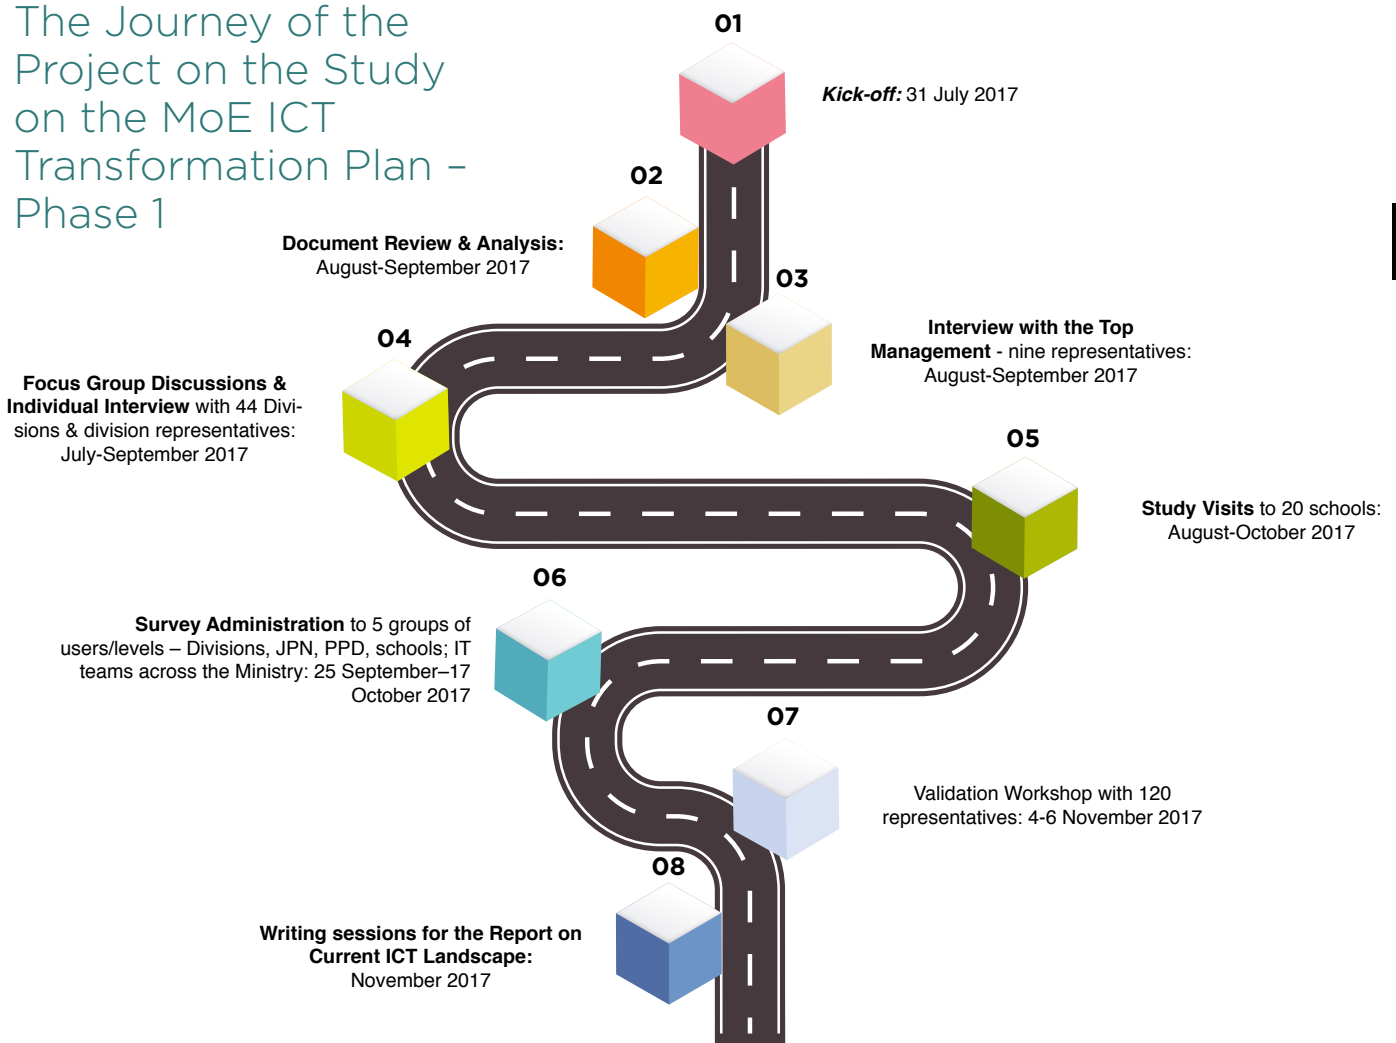 The Journey of the
Project on the Study
on the MoE ICT
Transformation Plan –
Phase 1
01
Kick-off: 31 July 2017
02
Document Review & Analysis:
August-September 2017
03
Interview with the Top
Management - nine representatives:
August-September 2017
04
Focus Group Discussions &
Individual Interview with 44 Divi-
sions & division representatives:
July-September 2017
05
Study Visits to 20 schools:
August-October 2017
06
Survey Administration to 5 groups of
users/levels – Divisions, JPN, PPD, schools; IT
teams across the Ministry: 25 September–17
October 2017
07
Validation Workshop with 120
representatives: 4-6 November 2017
08
Writing sessions for the Report on
Current ICT Landscape:
November 2017